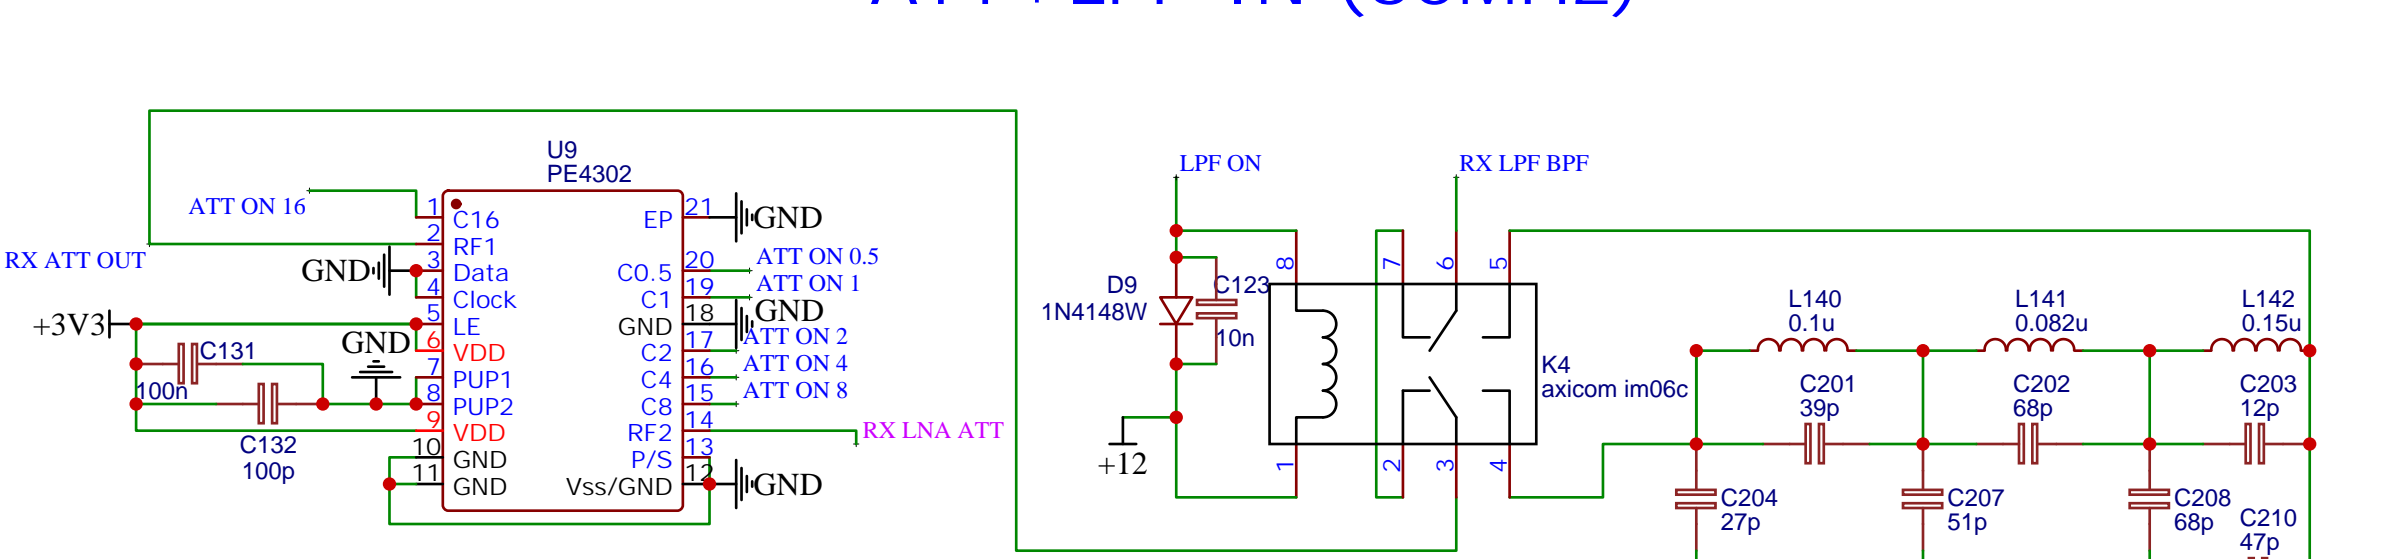 ATT+LPF IN (60MHz)
U9
PE4302
ATT ON 16
RX ATT OUT
GND
+3V3
GND
C131
100n
C132
100p
1
2
3
4
5
6
7
8
9
10
11
C16
RF1
Data
Clock
LE
VDD
PUP1
PUP2
VDD
GND
GND
EP
C0.5
C1
GND
C2
C4
C8
RF2
P/S
Vss/GND
21
20
19
18
17
16
15
14
13
12
GND
ATT ON 0.5
ATT ON 1
GND
ATT ON 2
ATT ON 4
ATT ON 8
RX LNA ATT
GND
LPF ON
RX LPF BPF
D9
1N4148W
C123
10n
+12
8
7
6
5
1
2
3
4
K4
axicom im06c
L140
0.1u
L141
0.082u
L142
0.15u
C201
39p
C202
68p
C203
12p
C204
27p
C207
51p
C208
68p
C210
47p